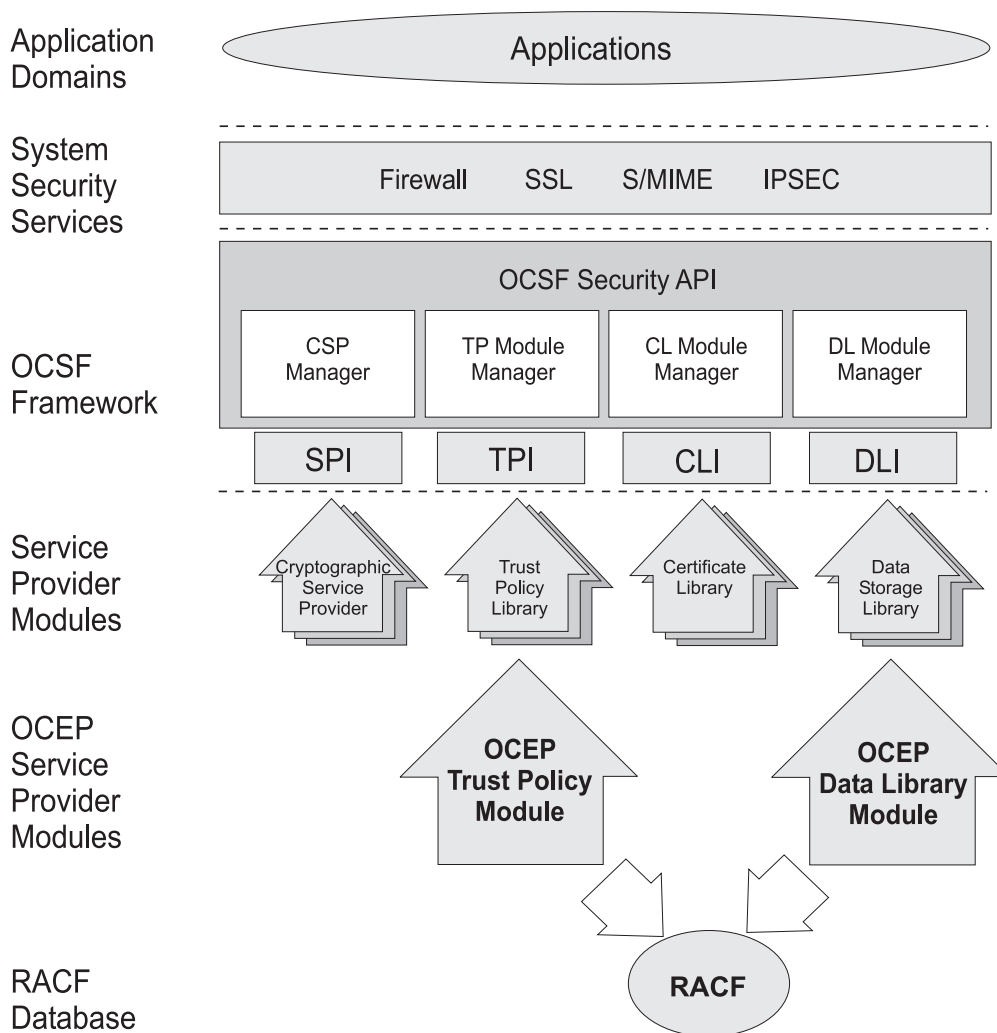 Application
Domains
Applications
System
Security
Services
Firewall SSL S/MIME IPSEC
OCSF
Framework
OCSF Security API
CSP
Manager
TP Module
Manager
CL Module
Manager
DL Module
Manager
SPI
TPI
CLI
DLI
Service
Provider
Modules
Cryptographic
Service
Provider
Trust
Policy
Library
Certificate
Library
Data
Storage
Library
OCEP
Service
Provider
Modules
OCEP
Trust Policy
Module
OCEP
Data Library
Module
RACF
Database
RACF